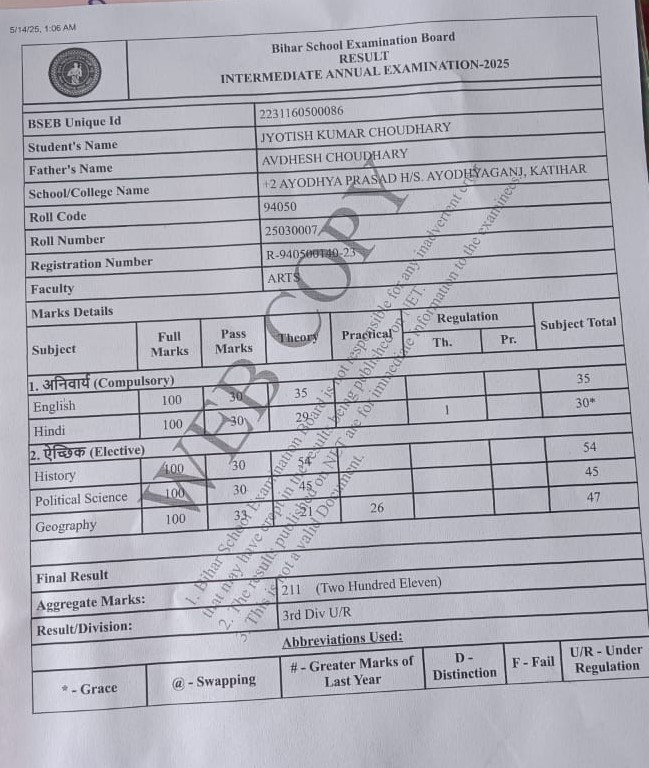 5/14/25, 1:06 AM
Bihar School Examination Board
RESULT
INTERMEDIATE ANNUAL EXAMINATION-2025
BSEB Unique Id 2231160500086
Student's Name JYOTISH KUMAR CHOUDHARY
Father's Name AVDHESH CHOUDHARY
School/College Name +2 AYODHYA PRASAD H/S. AYODHYAGANJ, KATIHAR
Roll Code 94050
Roll Number 25030007
Registration Number R-940500140-23
Faculty ARTS
Marks Details
Subject Full Marks Pass Marks Theory Practical Regulation Th. Pr. Subject Total
1. अनिवार्य (Compulsory)
English 100 30 35 35
Hindi 100 30 29 1 30*
2. ऐच्छिक (Elective)
History 100 30 54 54
Political Science 100 30 45 45
Geography 100 33 21 26 47
Final Result
Aggregate Marks: 211 (Two Hundred Eleven)
Result/Division: 3rd Div U/R
Abbreviations Used:
* - Grace @ - Swapping # - Greater Marks of Last Year D - Distinction F - Fail U/R - Under Regulation
WEB COPY
1. Bihar School Examination Board is not responsible for any inadvertent error
that may have crept in the results being published on NET.
2. The results published on NET are for immediate information to the examinees.
3. This is not a valid Document.